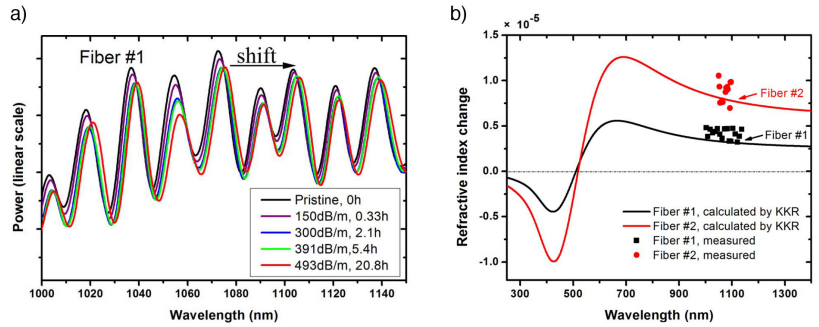 a)
Fiber #1
shift
Power (linear scale)
Pristine, 0h
150dB/m, 0.33h
300dB/m, 2.1h
391dB/m,5.4h
493dB/m, 20.8h
1000 1020 1040 1060 1080 1100 1120 1140
Wavelength (nm)
b)
× 10⁻⁵
1.5
1.0
0.5
0.0
-0.5
-1.0
Refractive index change
Fiber #2
Fiber #1
Fiber #1, calculated by KKR
Fiber #2, calculated by KKR
Fiber #1, measured
Fiber #2, measured
300 500 700 900 1100 1300
Wavelength (nm)